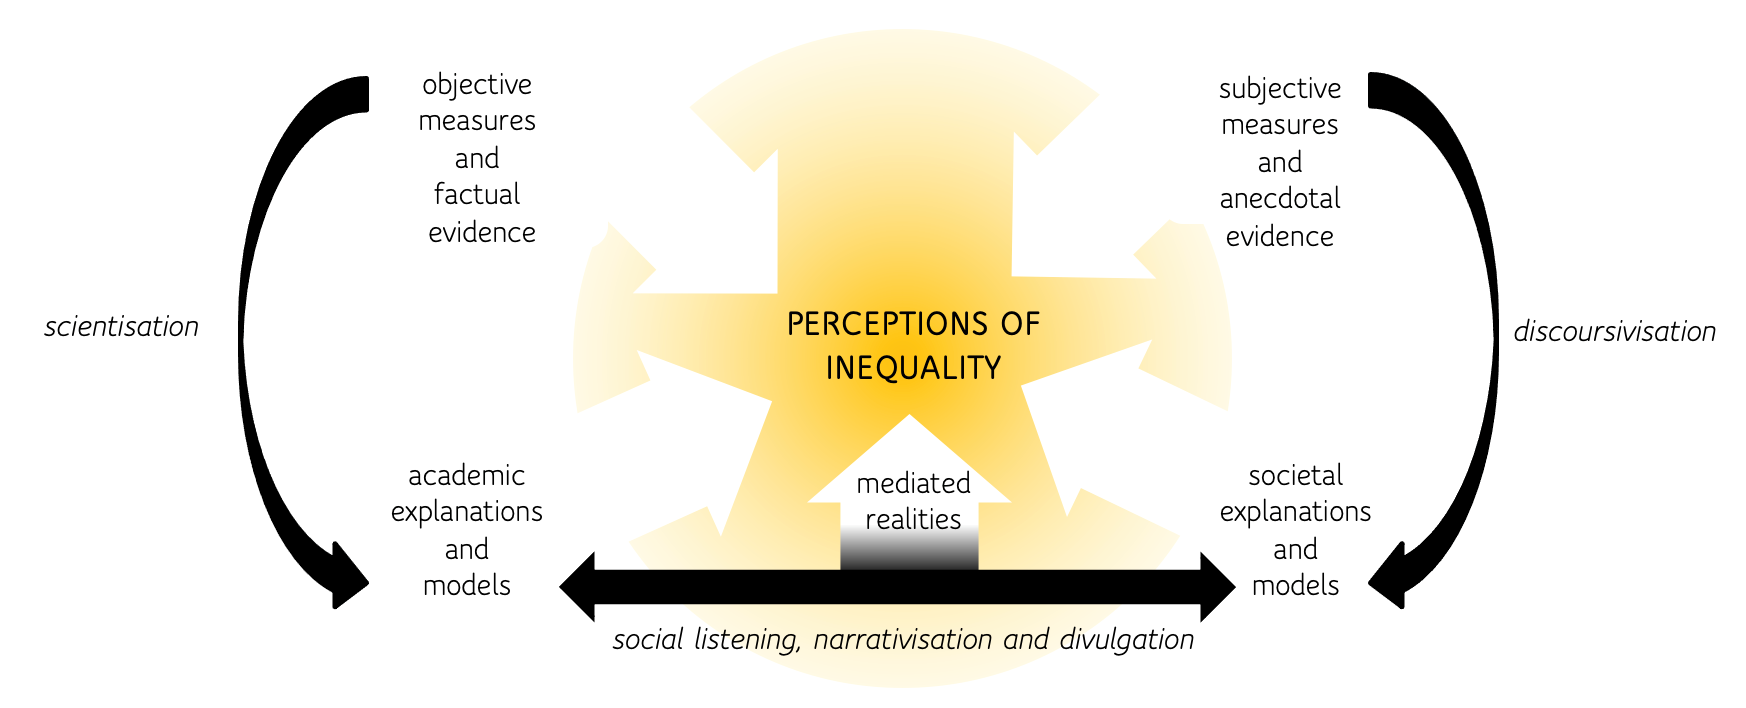 objective
measures
and
factual
evidence
subjective
measures
and
anecdotal
evidence
scientisation
PERCEPTIONS OF
INEQUALITY
discoursivisation
academic
explanations
and
models
mediated
realities
societal
explanations
and
models
social listening, narrativisation and divulgation